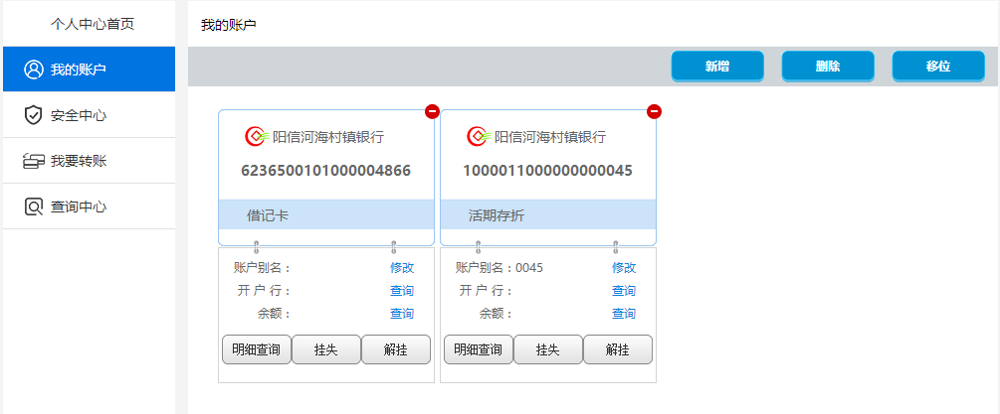 个人中心首页
我的账户
安全中心
我要转账
查询中心
我的账户
新增 删除 移位
阳信河海村镇银行
6236500101000004866
借记卡
账户别名： 修改
开 户 行： 查询
余额： 查询
明细查询 挂失 解挂
阳信河海村镇银行
1000011000000000045
活期存折
账户别名：0045 修改
开 户 行： 查询
余额： 查询
明细查询 挂失 解挂